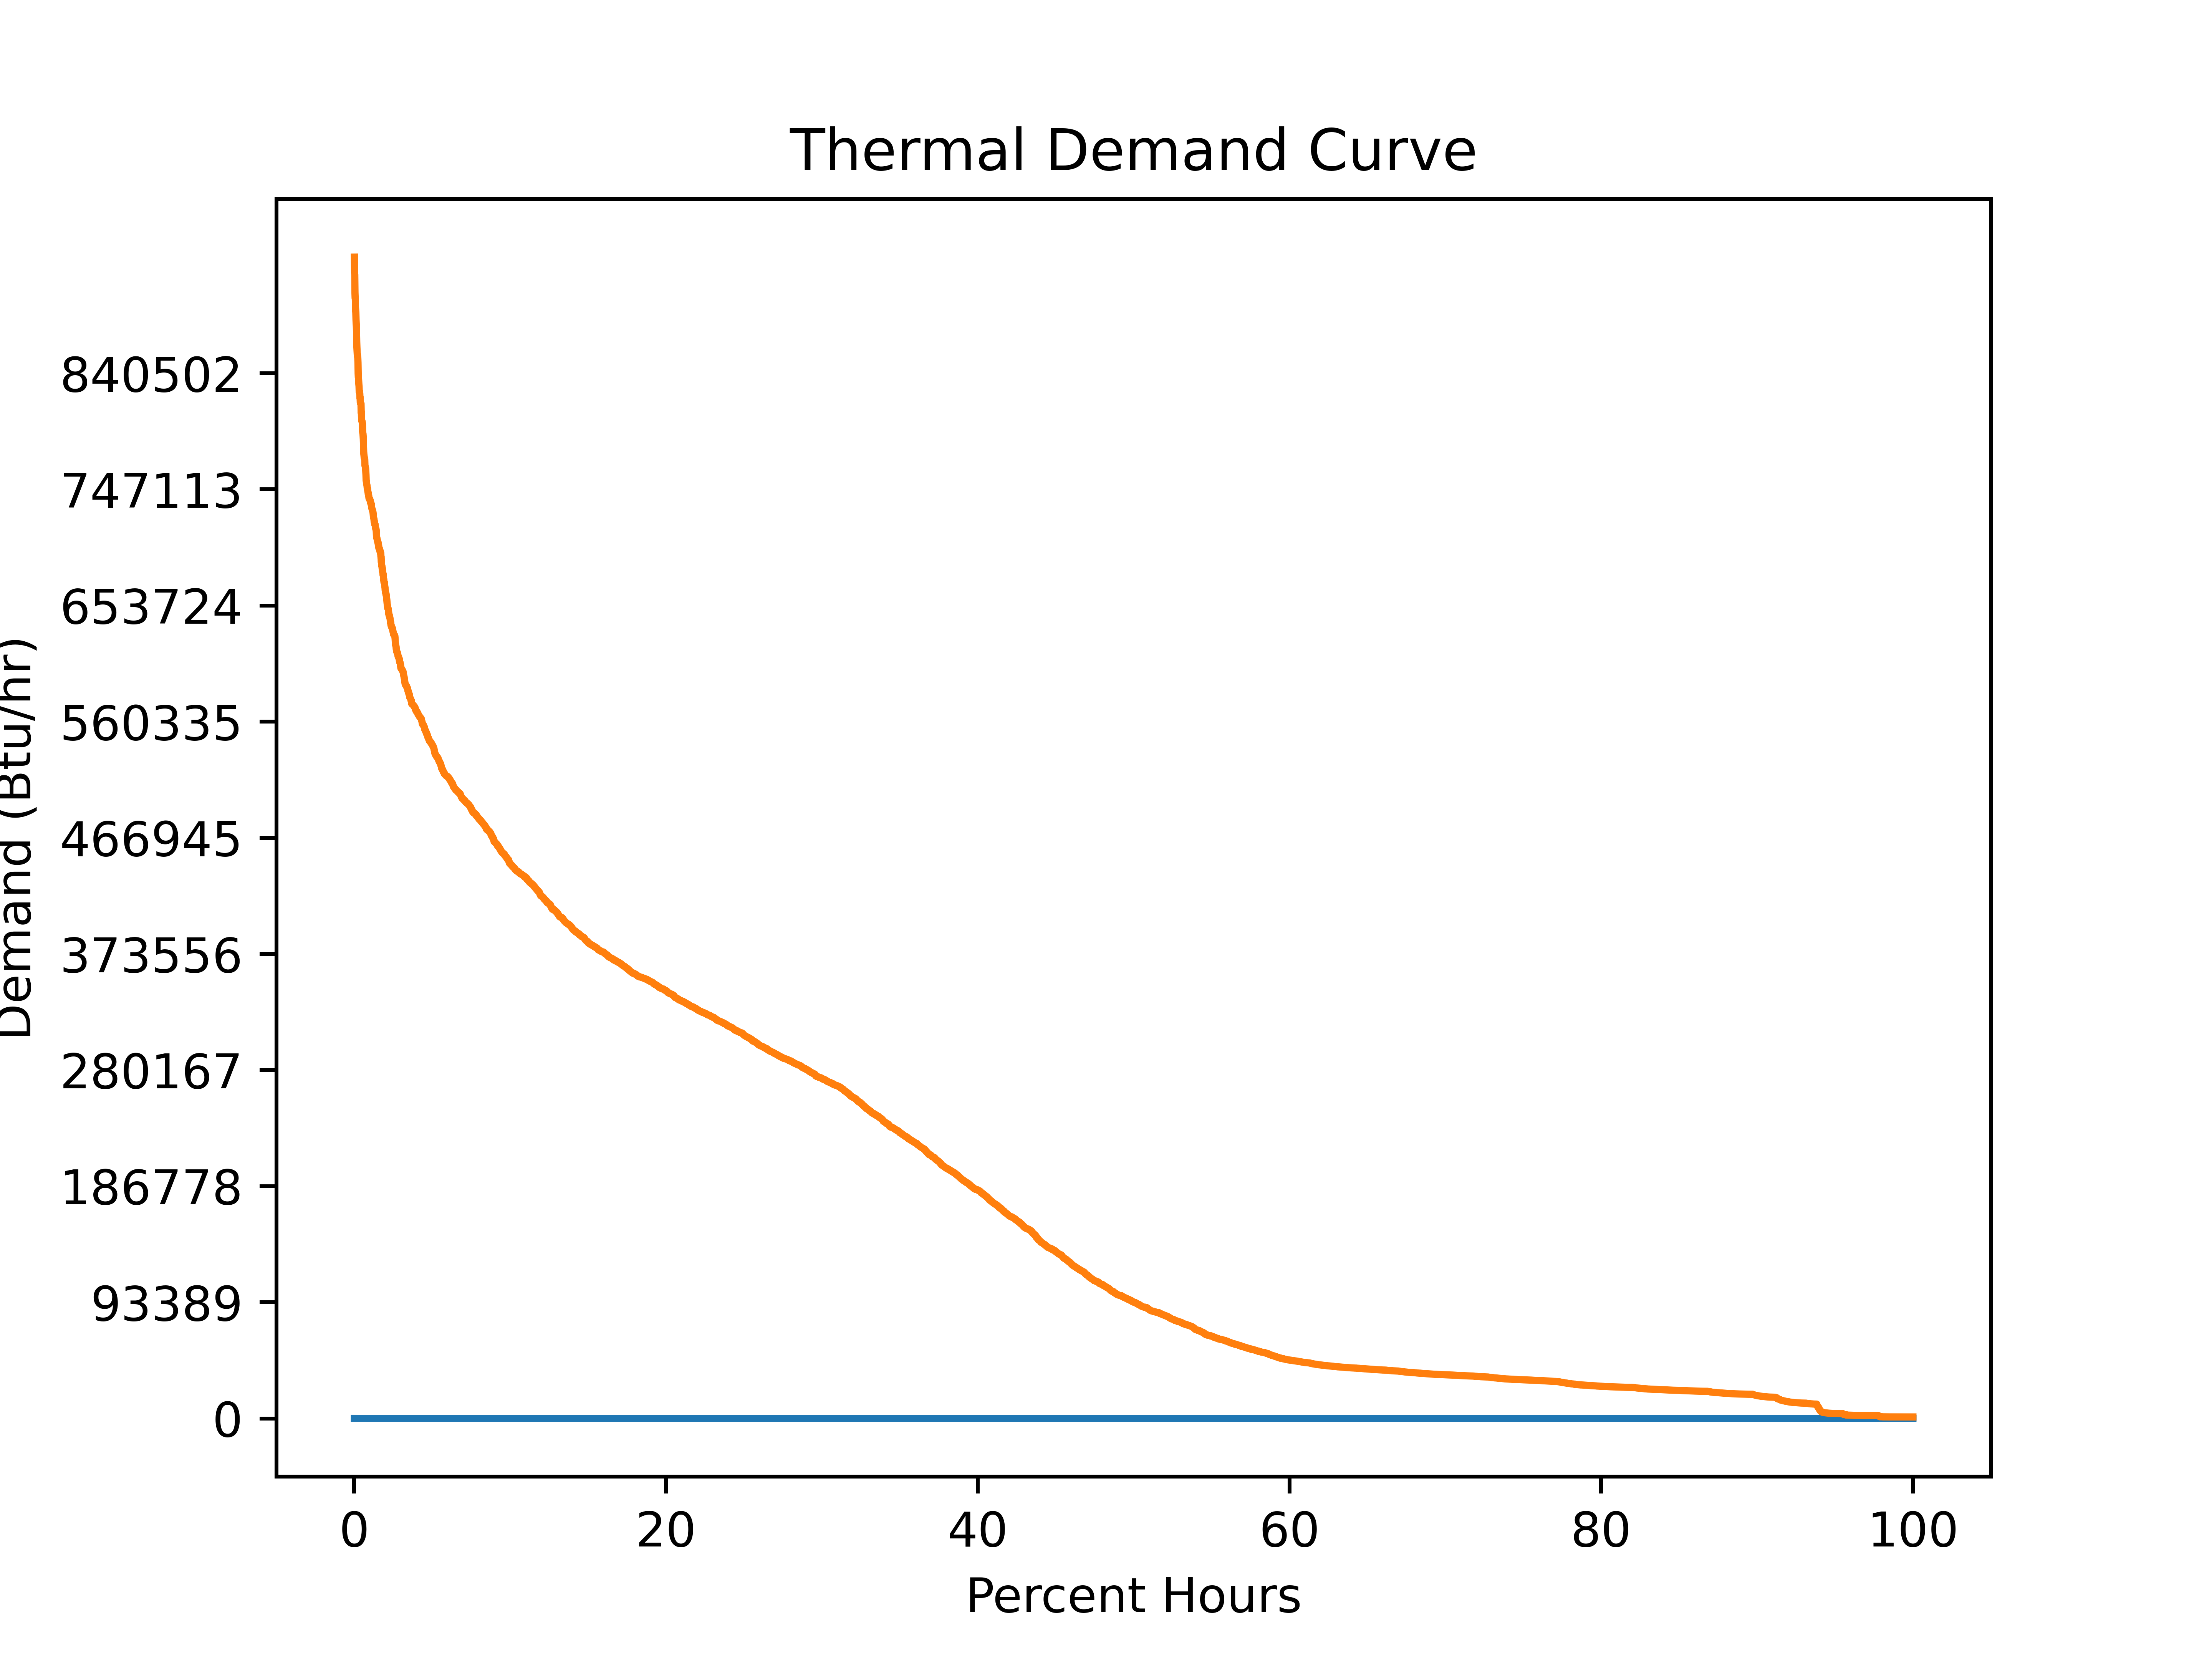 Thermal Demand Curve
840502
747113
653724
560335
466945
373556
280167
186778
93389
0
Demand (Btu/hr)
0 20 40 60 80 100
Percent Hours